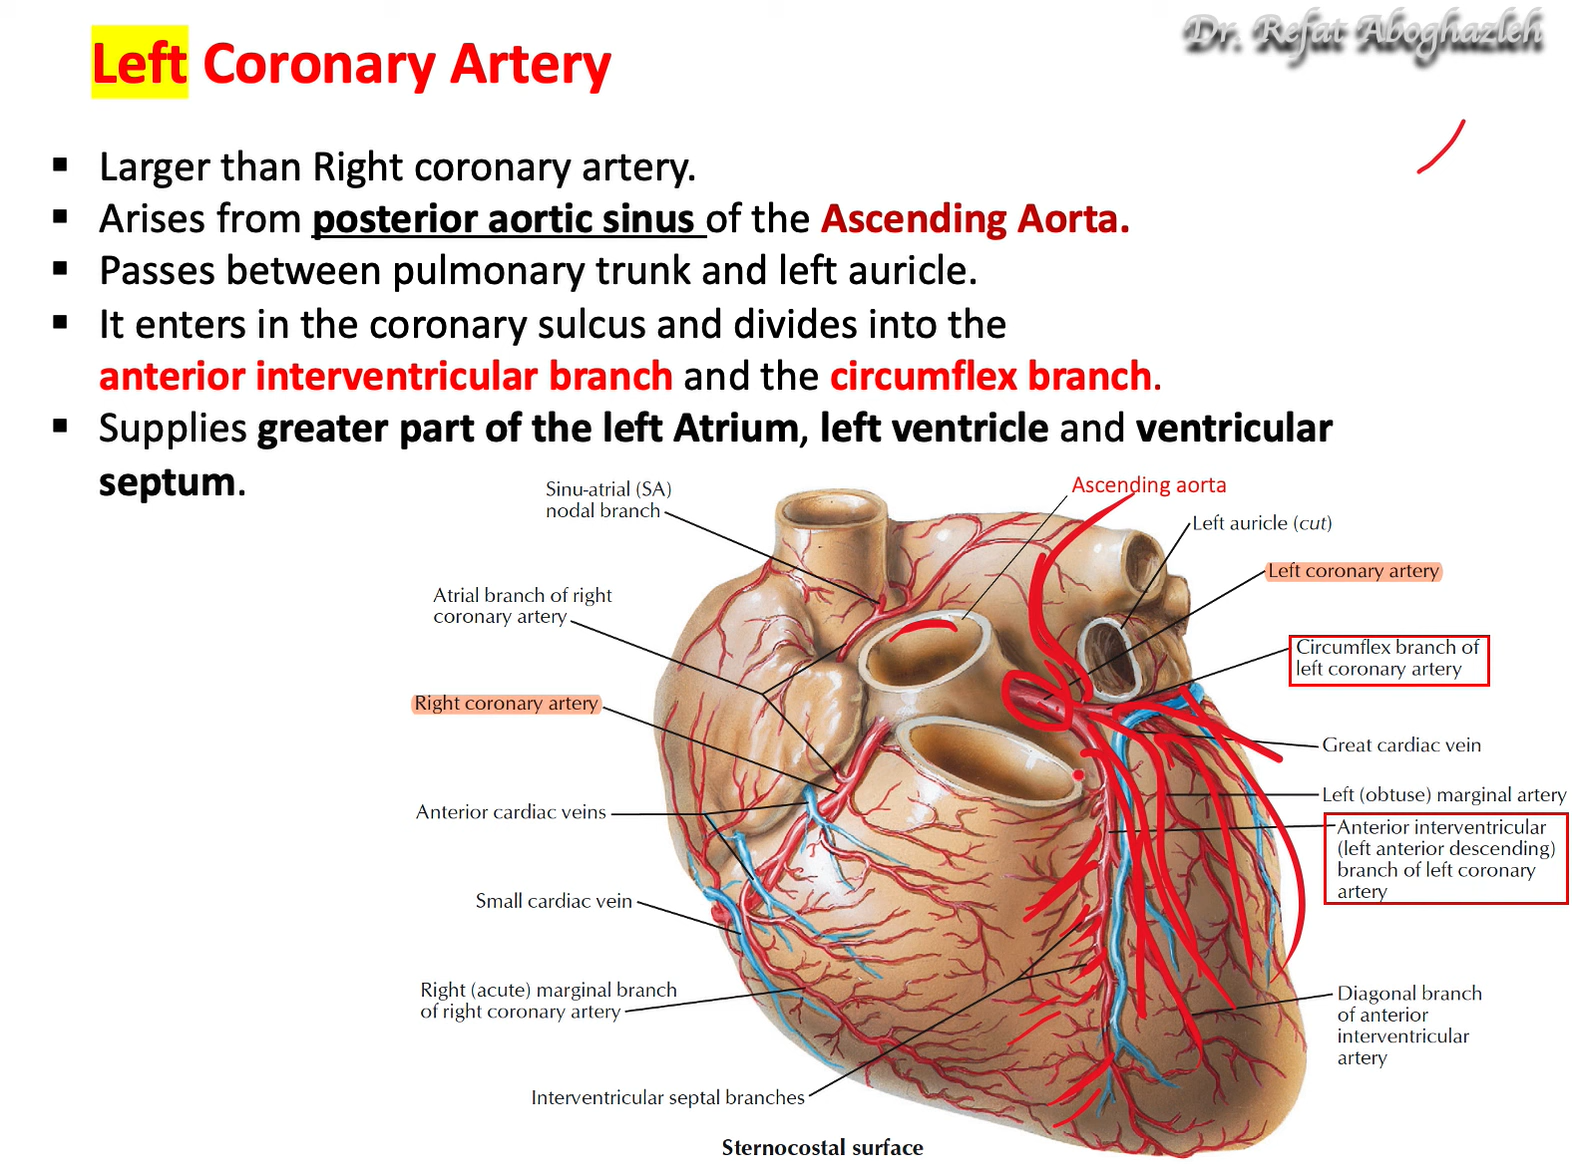 Dr. Refat Aboghazleh
Left Coronary Artery
▪ Larger than Right coronary artery.
▪ Arises from posterior aortic sinus of the Ascending Aorta.
▪ Passes between pulmonary trunk and left auricle.
▪ It enters in the coronary sulcus and divides into the
anterior interventricular branch and the circumflex branch.
▪ Supplies greater part of the left Atrium, left ventricle and ventricular
septum.
Sinu-atrial (SA)
nodal branch
Atrial branch of right
coronary artery
Right coronary artery
Anterior cardiac veins
Small cardiac vein
Right (acute) marginal branch
of right coronary artery
Interventricular septal branches
Ascending aorta
Left auricle (cut)
Left coronary artery
Circumflex branch of
left coronary artery
Great cardiac vein
Left (obtuse) marginal artery
Anterior interventricular
(left anterior descending)
branch of left coronary
artery
Diagonal branch
of anterior
interventricular
artery
Sternocostal surface